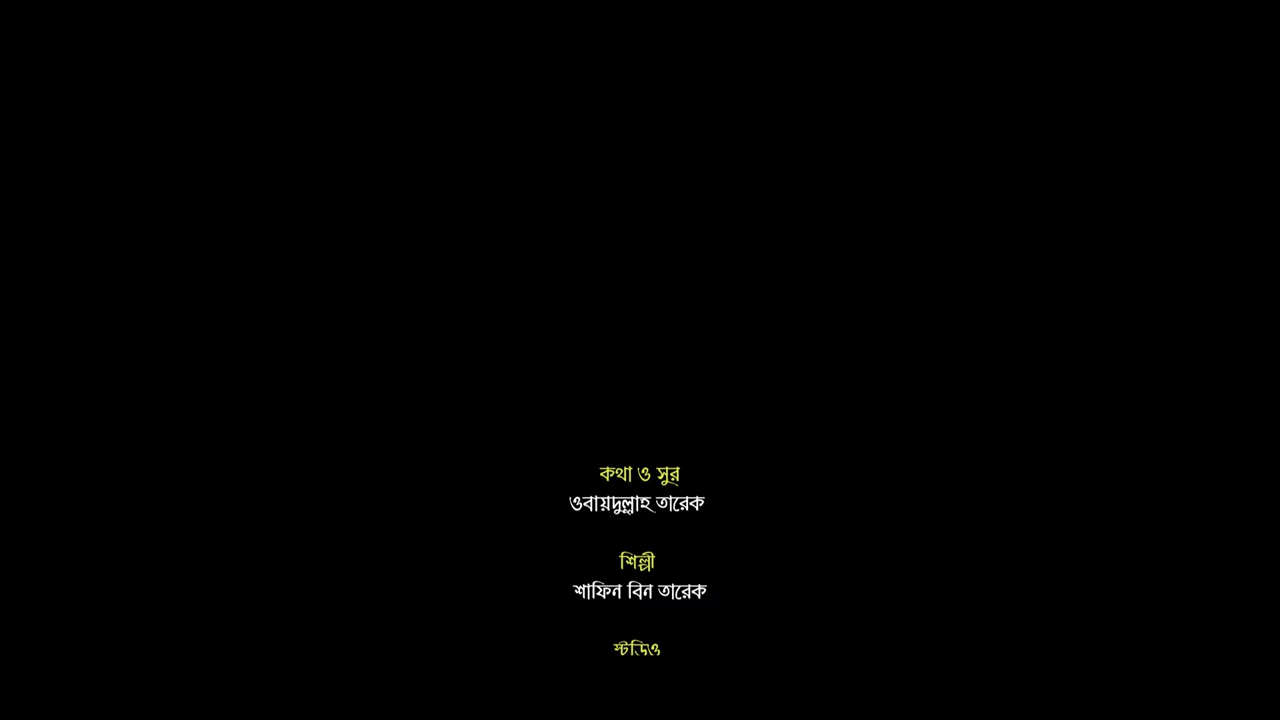 কথা ও সুর
ওবায়দুল্লাহ তারেক
শিল্পী
শাফিন বিন তারেক
স্টুডিও